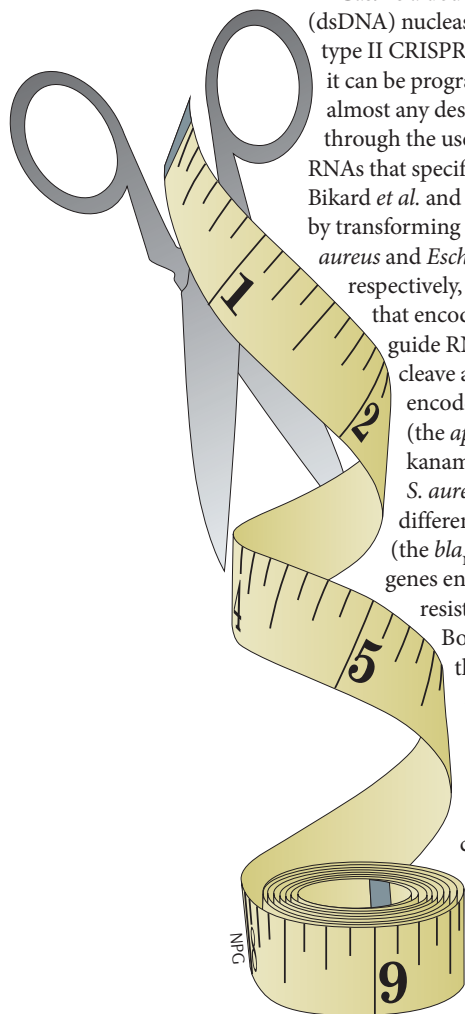 (dsDNA) nucleas
type II CRISPR
it can be progra
almost any des
through the use
RNAs that specif
Bikard et al. and
by transforming
aureus and Esch
respectively,
that encod
guide RN
cleave a
encodi
(the ap
kanam
S. aure
differen
(the bla
genes en
resist
Bo
th
c
1
2
4
5
8
9
NPG